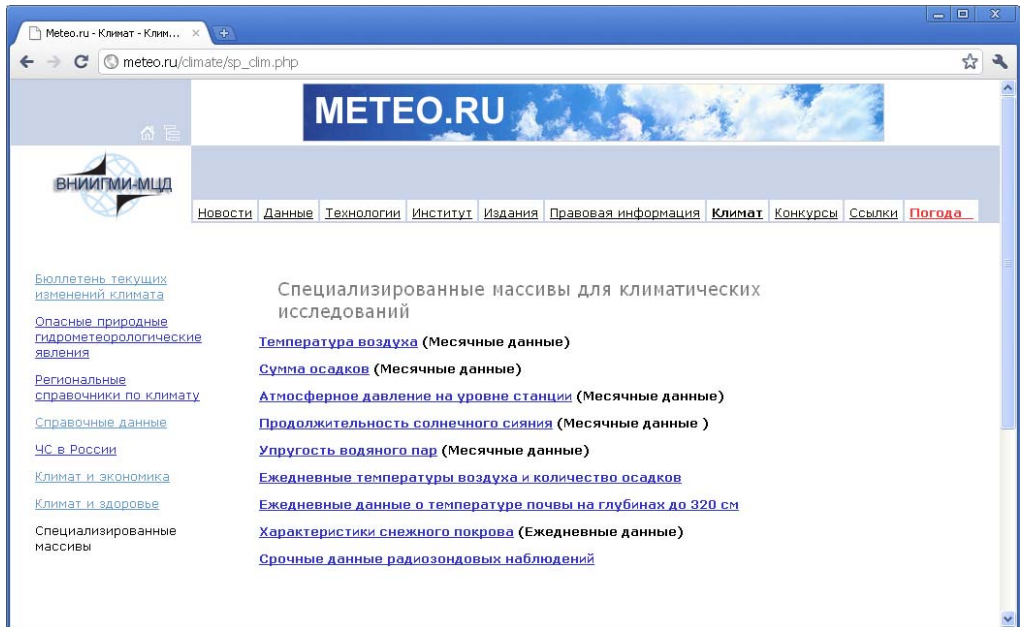 Meteo.ru - Климат - Клим...
meteo.ru/climate/sp_clim.php
METEO.RU
ВНИИГМИ-МЦД
Новости Данные Технологии Институт Издания Правовая информация Климат Конкурсы Ссылки Погода
Бюллетень текущих
изменений климата
Опасные природные
гидрометеорологические
явления
Региональные
справочники по климату
Справочные данные
ЧС в России
Климат и экономика
Климат и здоровье
Специализированные
массивы
Специализированные массивы для климатических
исследований
Температура воздуха (Месячные данные)
Сумма осадков (Месячные данные)
Атмосферное давление на уровне станции (Месячные данные)
Продолжительность солнечного сияния (Месячные данные )
Упругость водяного пар (Месячные данные)
Ежедневные температуры воздуха и количество осадков
Ежедневные данные о температуре почвы на глубинах до 320 см
Характеристики снежного покрова (Ежедневные данные)
Срочные данные радиозондовых наблюдений